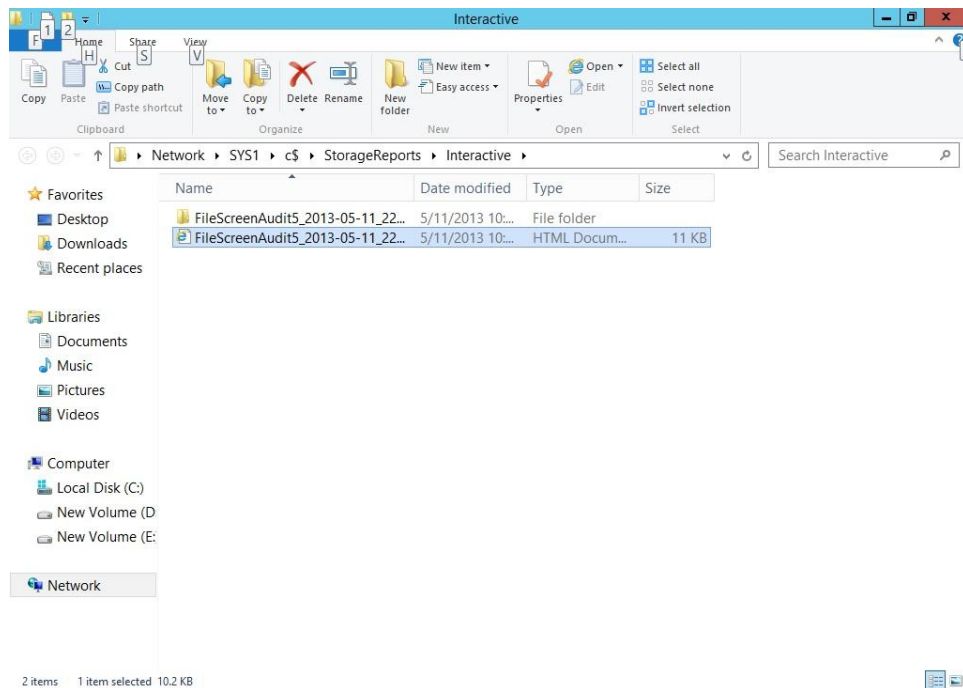 Interactive
1 2
F Home Share View
H S V
Copy
Paste
Cut
Copy path
Paste shortcut
Move to
Copy to
Delete
Rename
New folder
New item
Easy access
Properties
Open
Edit
Select all
Select none
Invert selection
Clipboard Organize New Open Select
Network SYS1 c$ StorageReports Interactive
Search Interactive
Name Date modified Type Size
FileScreenAudit5_2013-05-11_22... 5/11/2013 10:... File folder
FileScreenAudit5_2013-05-11_22... 5/11/2013 10:... HTML Docum... 11 KB
Favorites
Desktop
Downloads
Recent places
Libraries
Documents
Music
Pictures
Videos
Computer
Local Disk (C:)
New Volume (D
New Volume (E:
Network
2 items 1 item selected 10.2 KB